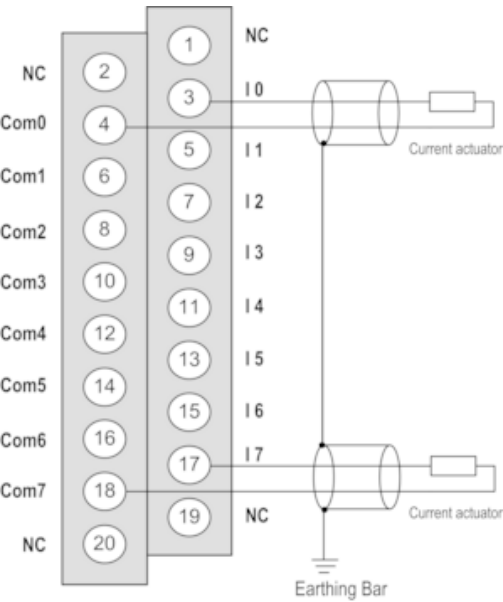 1 NC
NC 2
3 I 0
Com0 4
5 I 1
Current actuator
Com1 6
7 I 2
Com2 8
9 I 3
Com3 10
11 I 4
Com4 12
13 I 5
Com5 14
15 I 6
Com6 16
17 I 7
Com7 18
Current actuator
19 NC
NC 20
Earthing Bar